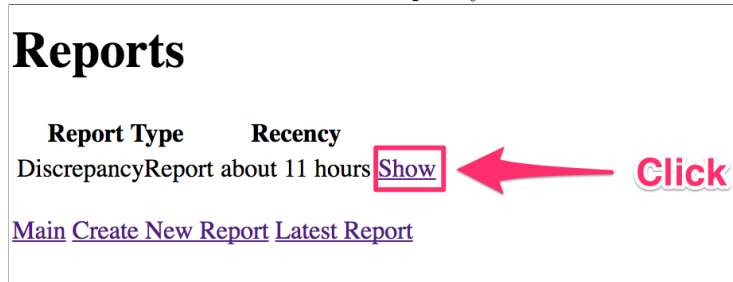 Reports
Report Type Recency
DiscrepancyReport about 11 hours Show
Click
Main Create New Report Latest Report